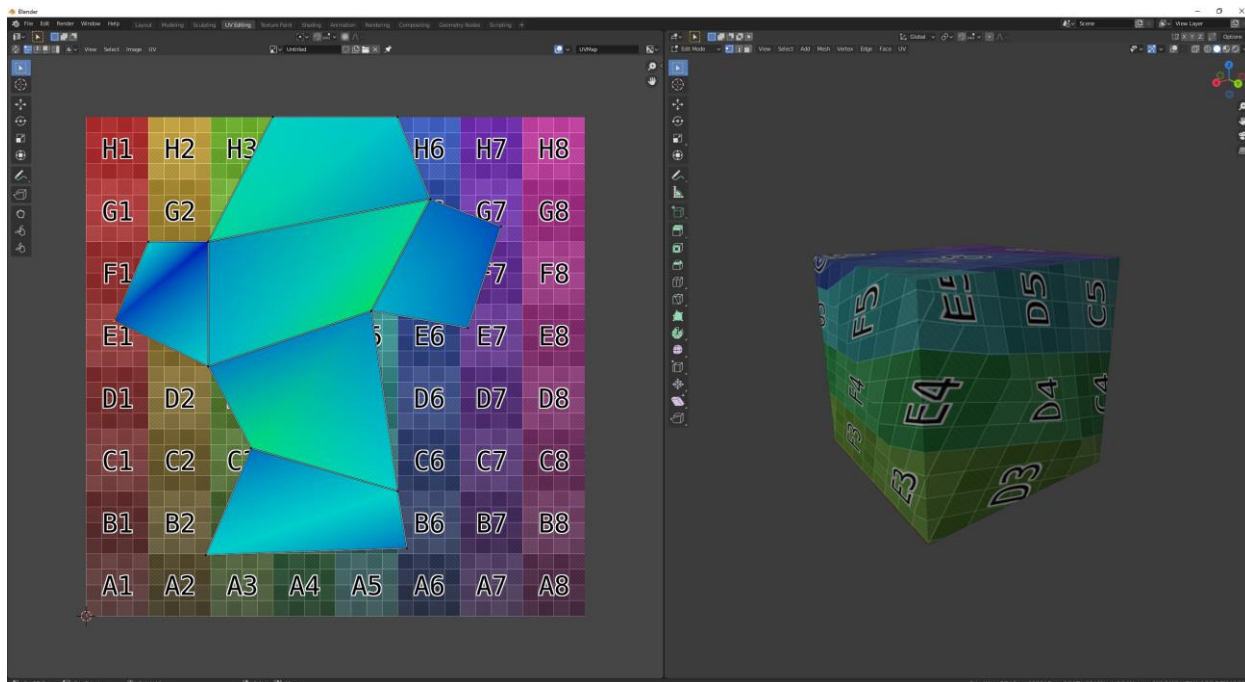 Blender
File Edit Render Window Help Layout Modeling Sculpting UV Editing Texture Paint Shading Animation Rendering Compositing Geometry Nodes Scripting + Scene View Layer
Global Options
View Select Image UV Untitled UVMap Edit Mode View Select Add Mesh Vertex Edge Face UV
X Y Z
H1 H2 H3 H6 H7 H8
G1 G2 G7 G8
F1 F7 F8
E1 E6 E7 E8
D1 D2 D6 D7 D8
C1 C2 C6 C7 C8
B1 B2 B6 B7 B8
A1 A2 A3 A4 A5 A6 A7 A8
F5 E5 D5 C5
F4 E4 D4 C4
F3 E3 D3